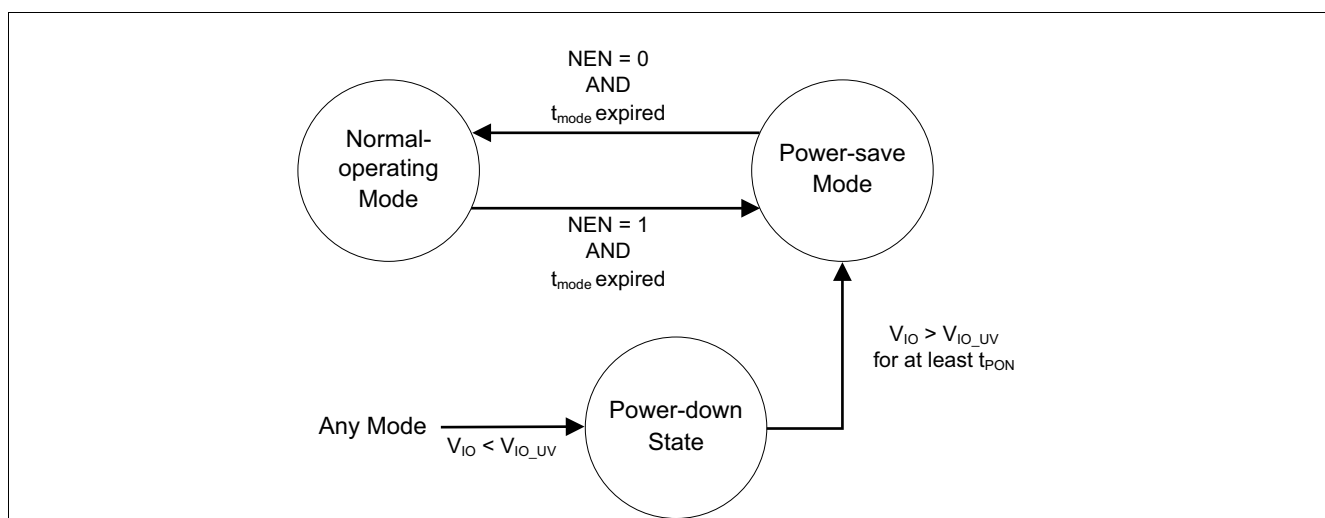 NEN = 0
AND
tmode expired
Normal-
operating
Mode
Power-save
Mode
NEN = 1
AND
tmode expired
VIO > VIO_UV
for at least tPON
Power-down
State
Any Mode
VIO < VIO_UV